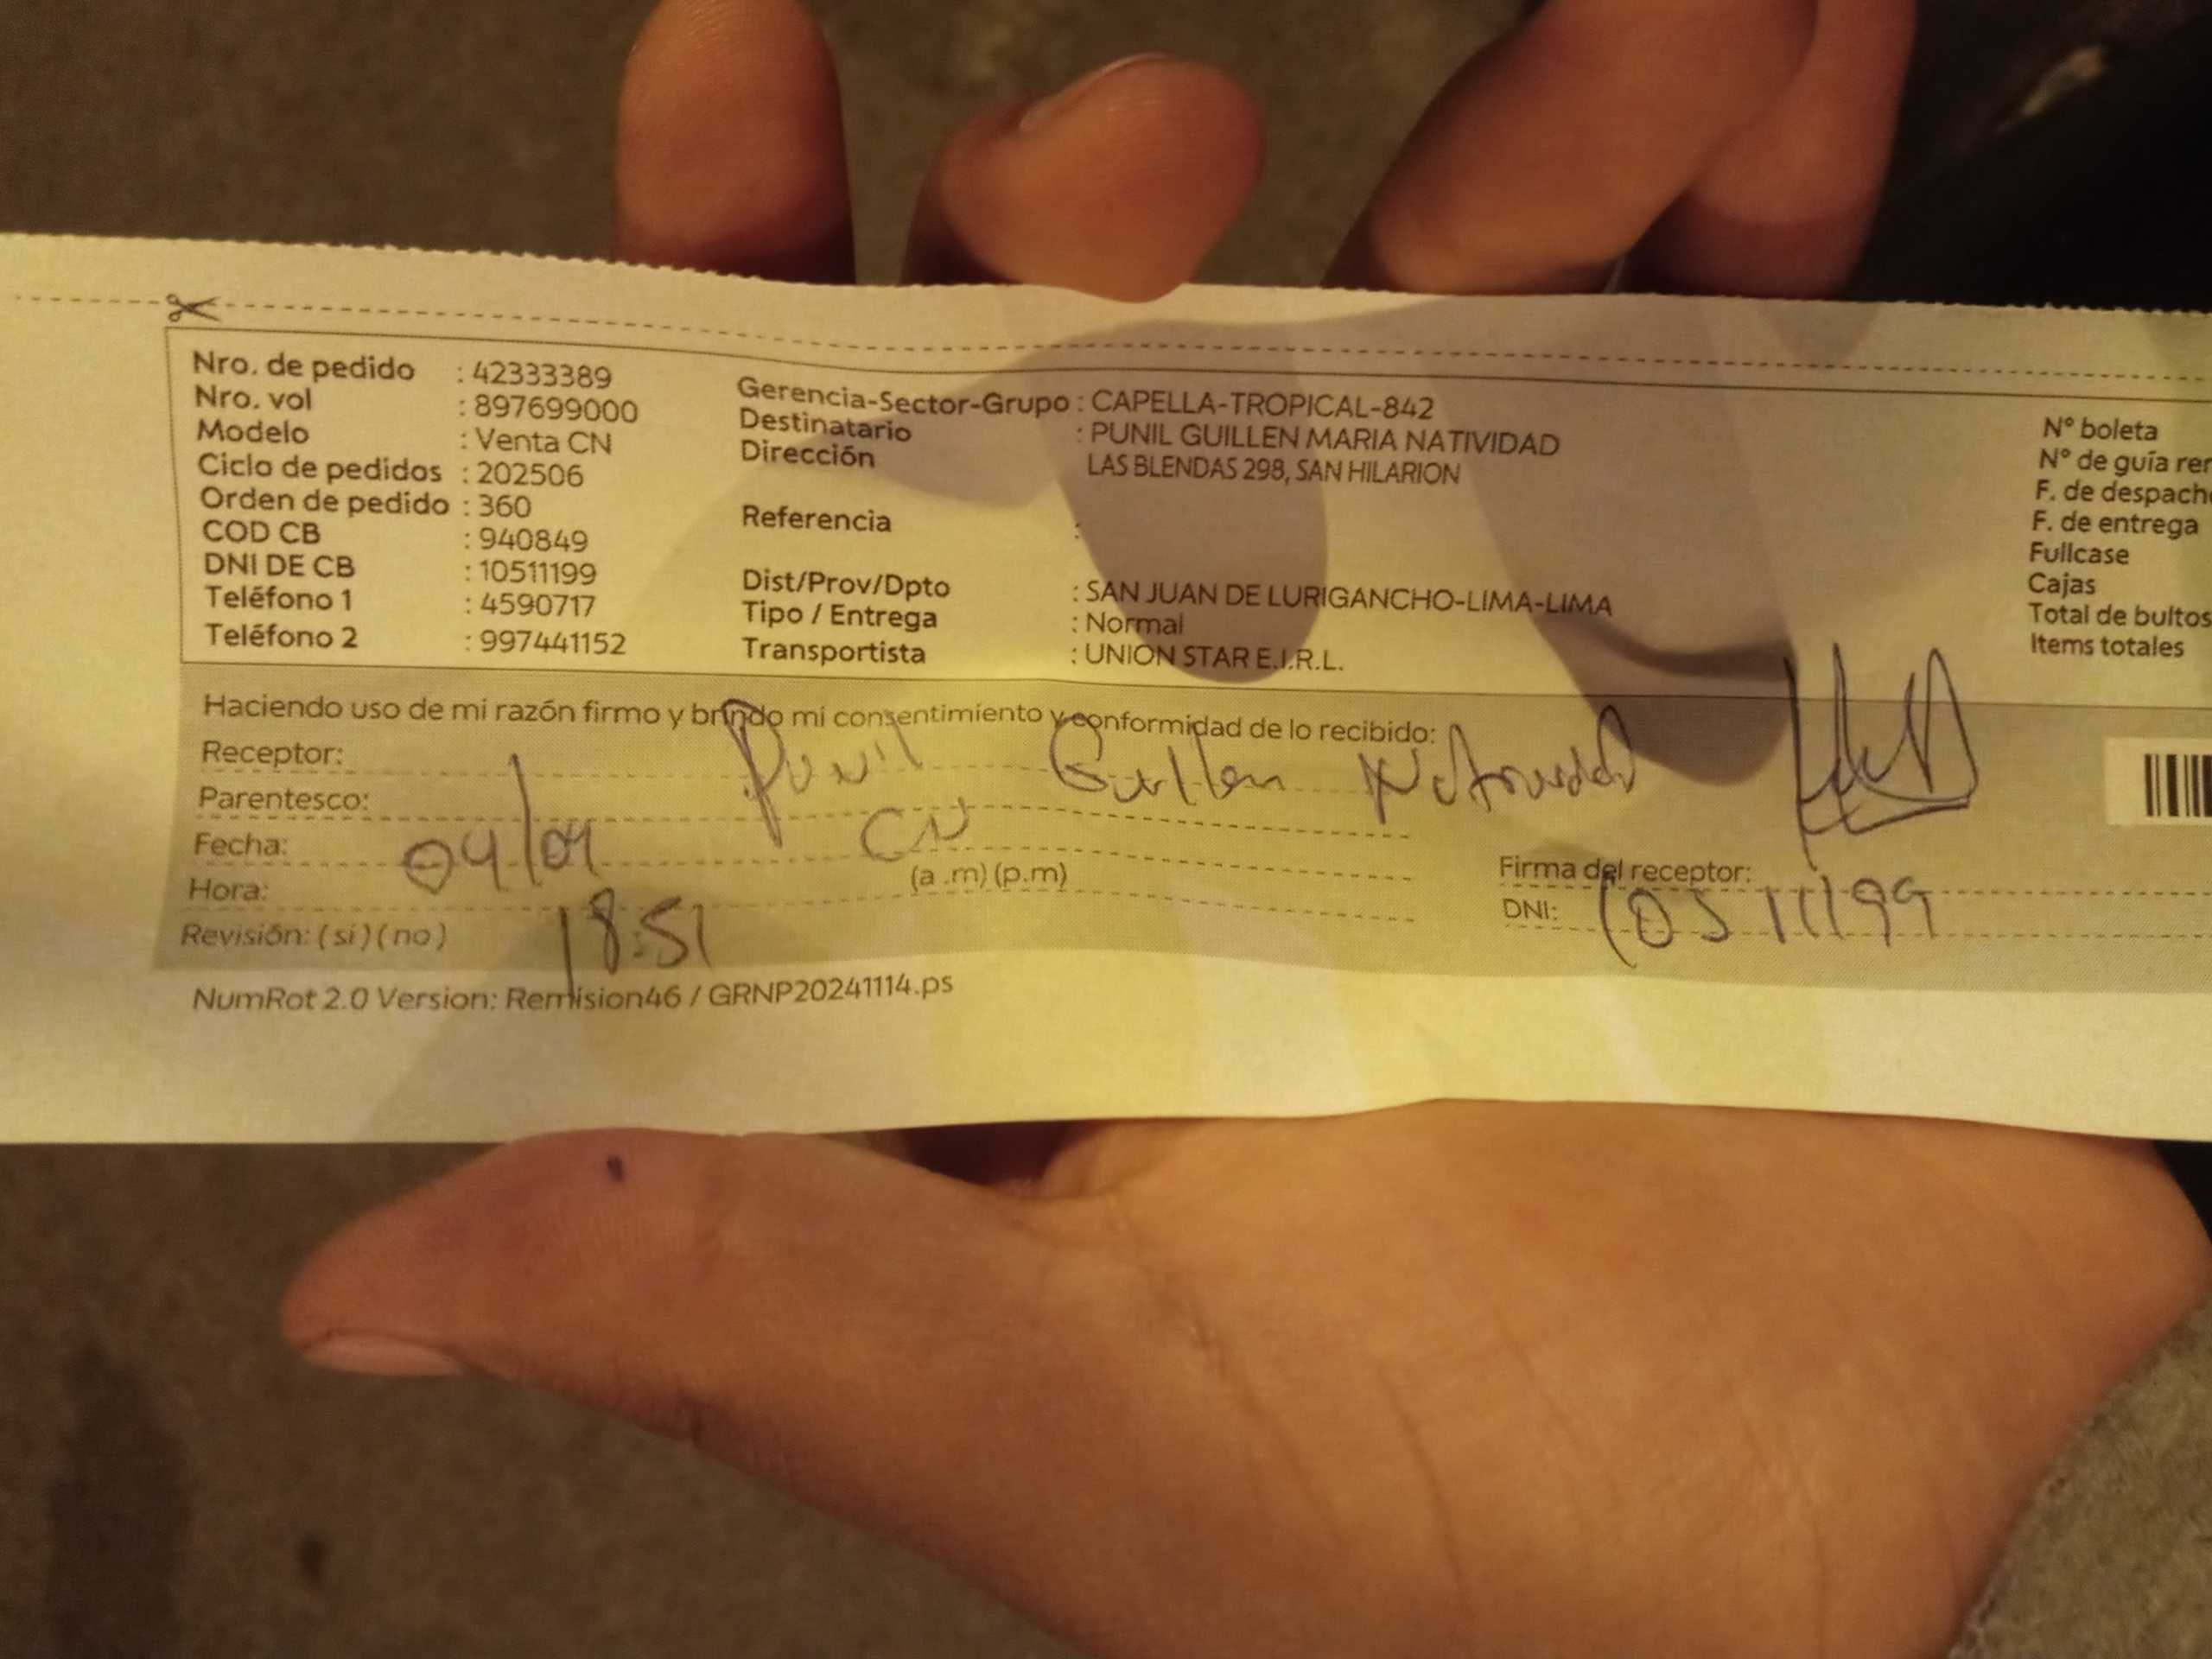 Nro. de pedido : 42333389
Nro. vol : 897699000
Modelo : Venta CN
Ciclo de pedidos : 202506
Orden de pedido : 360
COD CB : 940849
DNI DE CB : 10511199
Teléfono 1 : 4590717
Teléfono 2 : 997441152
Gerencia-Sector-Grupo : CAPELLA-TROPICAL-842
Destinatario : PUNIL GUILLEN MARIA NATIVIDAD
Dirección LAS BLENDAS 298, SAN HILARION
Referencia :
Dist/Prov/Dpto : SAN JUAN DE LURIGANCHO-LIMA-LIMA
Tipo / Entrega : Normal
Transportista : UNION STAR E.I.R.L.
N° boleta
N° de guía rer
F. de despach
F. de entrega
Fullcase
Cajas
Total de bultos
Items totales
Haciendo uso de mi razón firmo y brindo mi consentimiento y conformidad de lo recibido:
Receptor: Punil Guillen Natividad
Parentesco: CN
Fecha: 04/04
Hora: 18:51 (a .m) (p.m)
Revisión: (si) (no)
Firma del receptor:
DNI: 10511199
NumRot 2.0 Version: Remision46 / GRNP20241114.ps